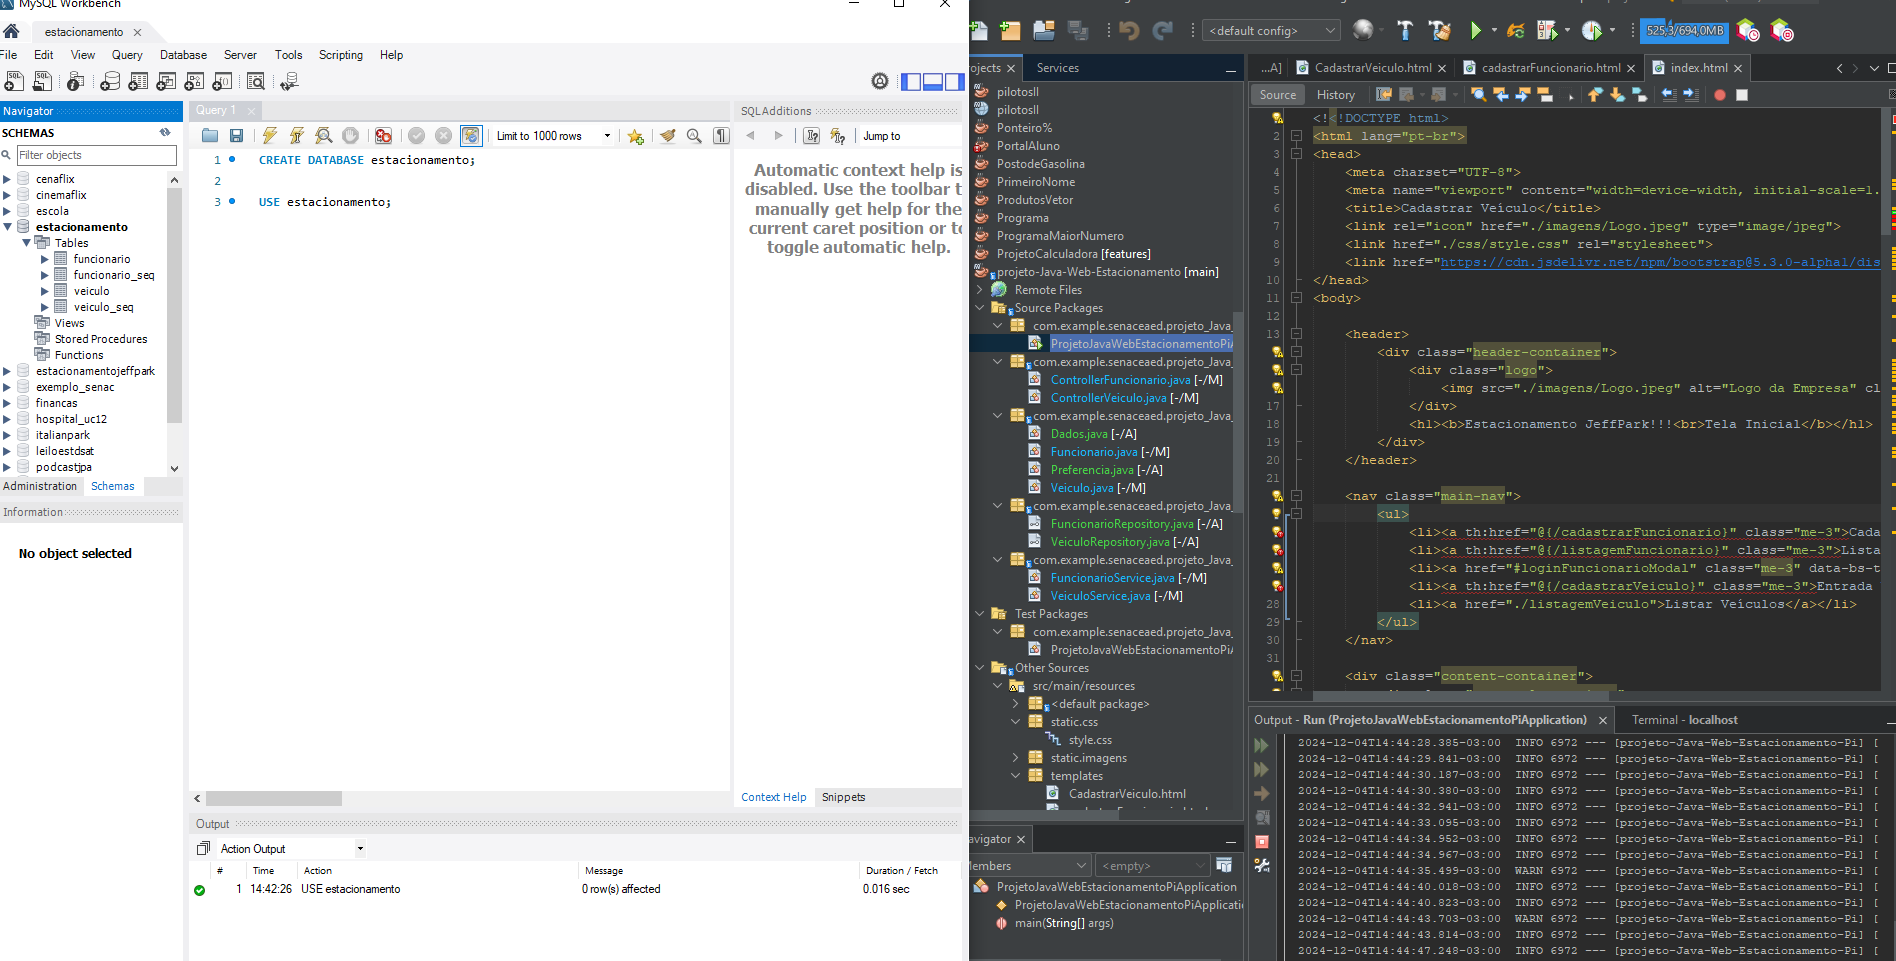 MySQL Workbench
estacionamento
File Edit View Query Database Server Tools Scripting Help
Navigator
SCHEMAS
Filter objects
cenaflix
cinemaflix
escola
estacionamento
Tables
funcionario
funcionario_seq
veiculo
veiculo_seq
Views
Stored Procedures
Functions
estacionamentojeffpark
exemplo_senac
financas
hospital_uc12
italianpark
leiloestdsat
podcastjpa
Administration Schemas
Information
No object selected
Query 1
Limit to 1000 rows
1 CREATE DATABASE estacionamento;
2
3 USE estacionamento;
SQLAdditions
Jump to
Automatic context help is
disabled. Use the toolbar t
manually get help for the
current caret position or to
toggle automatic help.
Context Help Snippets
Output
Action Output
# Time Action Message Duration / Fetch
1 14:42:26 USE estacionamento 0 row(s) affected 0.016 sec
<default config>
525,3/694,0MB
ojects Services
pilotosll
pilotosll
Ponteiro%
PortalAluno
PostodeGasolina
PrimeiroNome
ProdutosVetor
Programa
ProgramaMaiorNumero
ProjetoCalculadora [features]
projeto-Java-Web-Estacionamento [main]
Remote Files
Source Packages
com.example.senaceaed.projeto_Java_
ProjetoJavaWebEstacionamentoPiA
com.example.senaceaed.projeto_Java_
ControllerFuncionario.java [-/M]
ControllerVeiculo.java [-/M]
com.example.senaceaed.projeto_Java_
Dados.java [-/A]
Funcionario.java [-/M]
Preferencia.java [-/A]
Veiculo.java [-/M]
com.example.senaceaed.projeto_Java_
FuncionarioRepository.java [-/A]
VeiculoRepository.java [-/A]
com.example.senaceaed.projeto_Java_
FuncionarioService.java [-/M]
VeiculoService.java [-/M]
Test Packages
com.example.senaceaed.projeto_Java_
ProjetoJavaWebEstacionamentoPiA
Other Sources
src/main/resources
<default package>
static.css
style.css
static.imagens
templates
CadastrarVeiculo.html
avigator
embers <empty>
ProjetoJavaWebEstacionamentoPiApplication
ProjetoJavaWebEstacionamentoPiApplicatio
main(String[] args)
...A] CadastrarVeiculo.html cadastrarFuncionario.html index.html
Source History
<!<!DOCTYPE html>
2 <html lang="pt-br">
3 <head>
4 <meta charset="UTF-8">
5 <meta name="viewport" content="width=device-width, initial-scale=1.
6 <title>Cadastrar Veículo</title>
7 <link rel="icon" href="./imagens/Logo.jpeg" type="image/jpeg">
8 <link href="./css/style.css" rel="stylesheet">
9 <link href="https://cdn.jsdelivr.net/npm/bootstrap@5.3.0-alpha1/dis
10 </head>
11 <body>
12
13 <header>
<div class="header-container">
<div class="logo">
<img src="./imagens/Logo.jpeg" alt="Logo da Empresa" cl
17 </div>
18 <h1><b>Estacionamento JeffPark!!!<br>Tela Inicial</b></h1>
19 </div>
20 </header>
21
<nav class="main-nav">
<ul>
<li><a th:href="@{/cadastrarFuncionario}" class="me-3">Cada
<li><a th:href="@{/listagemFuncionario}" class="me-3">Lista
<li><a href="#loginFuncionarioModal" class="me-3" data-bs-t
<li><a th:href="@{/cadastrarVeiculo}" class="me-3">Entrada
28 <li><a href="./listagemVeiculo">Listar Veículos</a></li>
29 </ul>
30 </nav>
31
<div class="content-container">
Output - Run (ProjetoJavaWebEstacionamentoPiApplication) Terminal - localhost
2024-12-04T14:44:28.385-03:00 INFO 6972 --- [projeto-Java-Web-Estacionamento-Pi] [
2024-12-04T14:44:29.841-03:00 INFO 6972 --- [projeto-Java-Web-Estacionamento-Pi] [
2024-12-04T14:44:30.187-03:00 INFO 6972 --- [projeto-Java-Web-Estacionamento-Pi] [
2024-12-04T14:44:30.380-03:00 INFO 6972 --- [projeto-Java-Web-Estacionamento-Pi] [
2024-12-04T14:44:32.941-03:00 INFO 6972 --- [projeto-Java-Web-Estacionamento-Pi] [
2024-12-04T14:44:33.095-03:00 INFO 6972 --- [projeto-Java-Web-Estacionamento-Pi] [
2024-12-04T14:44:34.952-03:00 INFO 6972 --- [projeto-Java-Web-Estacionamento-Pi] [
2024-12-04T14:44:34.967-03:00 INFO 6972 --- [projeto-Java-Web-Estacionamento-Pi] [
2024-12-04T14:44:35.499-03:00 WARN 6972 --- [projeto-Java-Web-Estacionamento-Pi] [
2024-12-04T14:44:40.018-03:00 INFO 6972 --- [projeto-Java-Web-Estacionamento-Pi] [
2024-12-04T14:44:40.823-03:00 INFO 6972 --- [projeto-Java-Web-Estacionamento-Pi] [
2024-12-04T14:44:43.703-03:00 WARN 6972 --- [projeto-Java-Web-Estacionamento-Pi] [
2024-12-04T14:44:43.814-03:00 INFO 6972 --- [projeto-Java-Web-Estacionamento-Pi] [
2024-12-04T14:44:47.248-03:00 INFO 6972 --- [projeto-Java-Web-Estacionamento-Pi] [